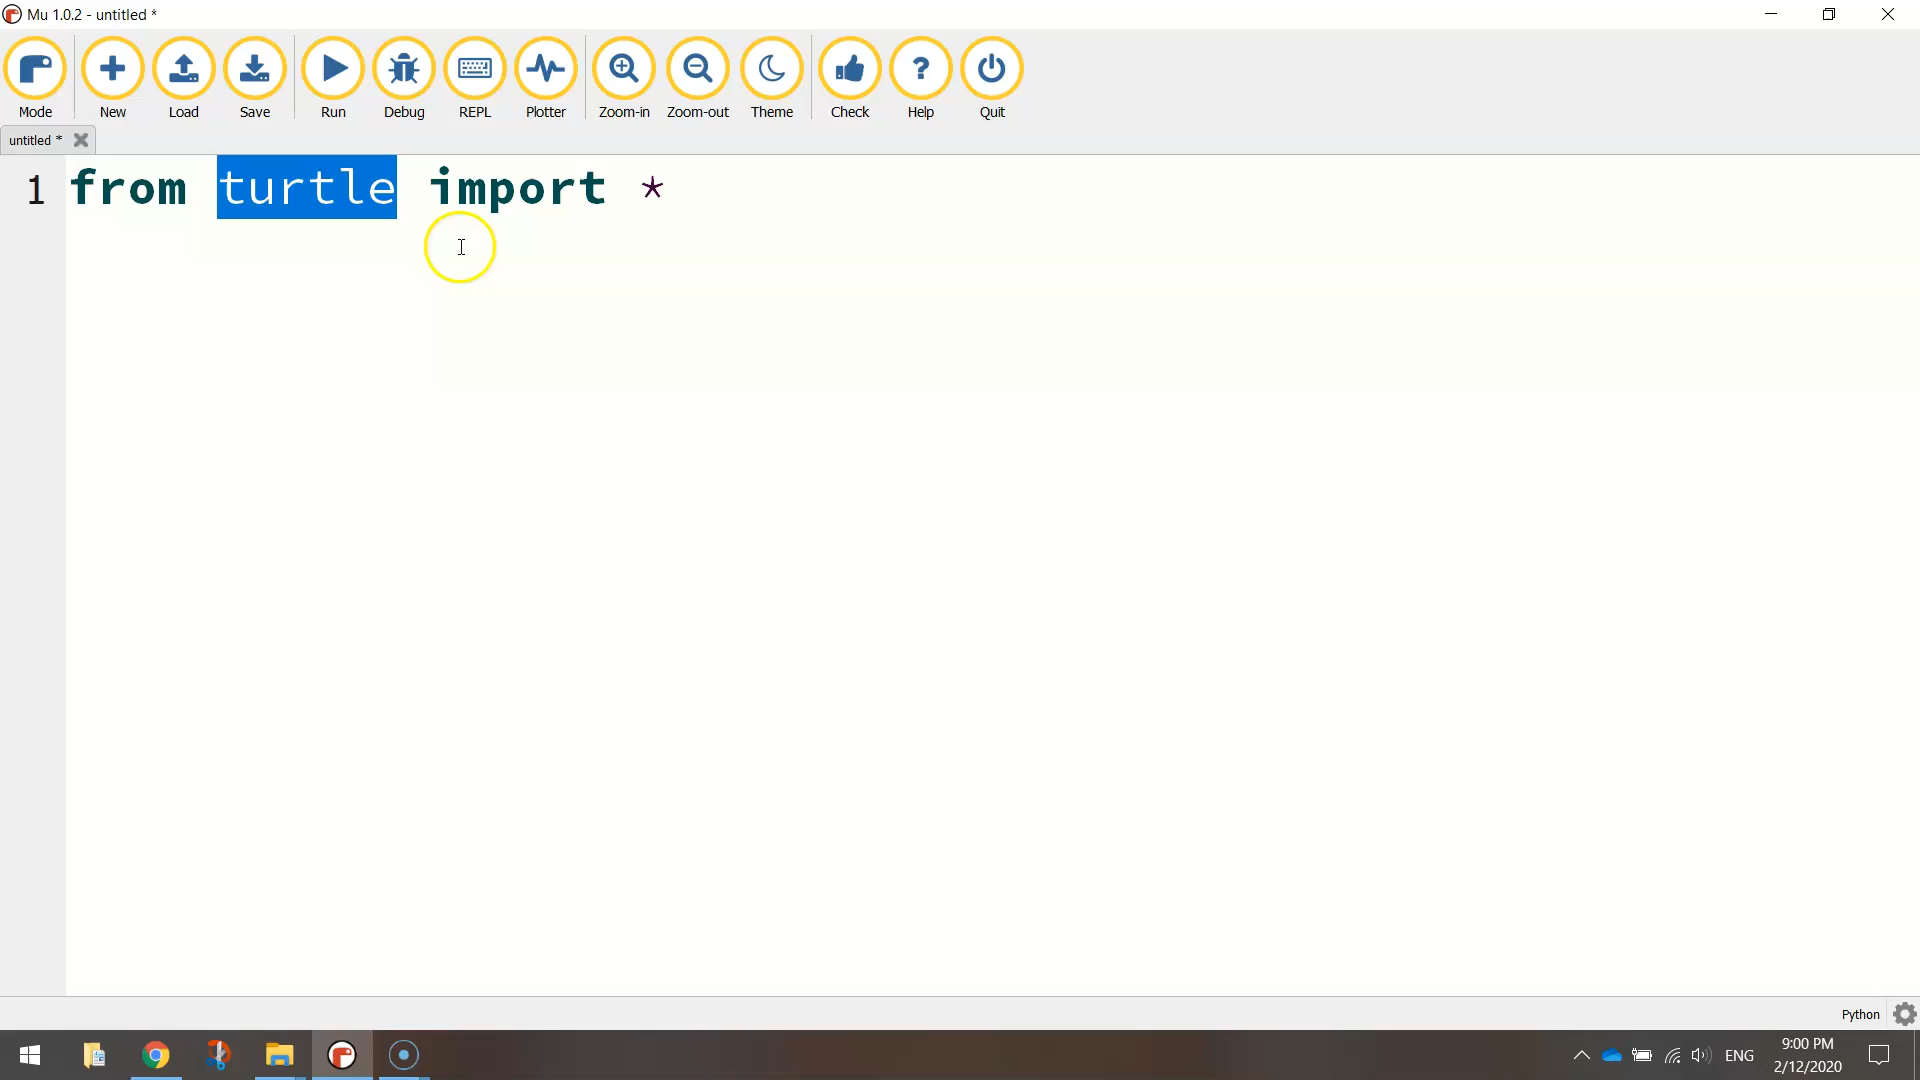 Mu 1.0.2 - untitled *
Mode New Load Save Run Debug REPL Plotter Zoom-in Zoom-out Theme Check Help Quit
untitled *
1 from turtle import *
Python
ENG
9:00 PM
2/12/2020